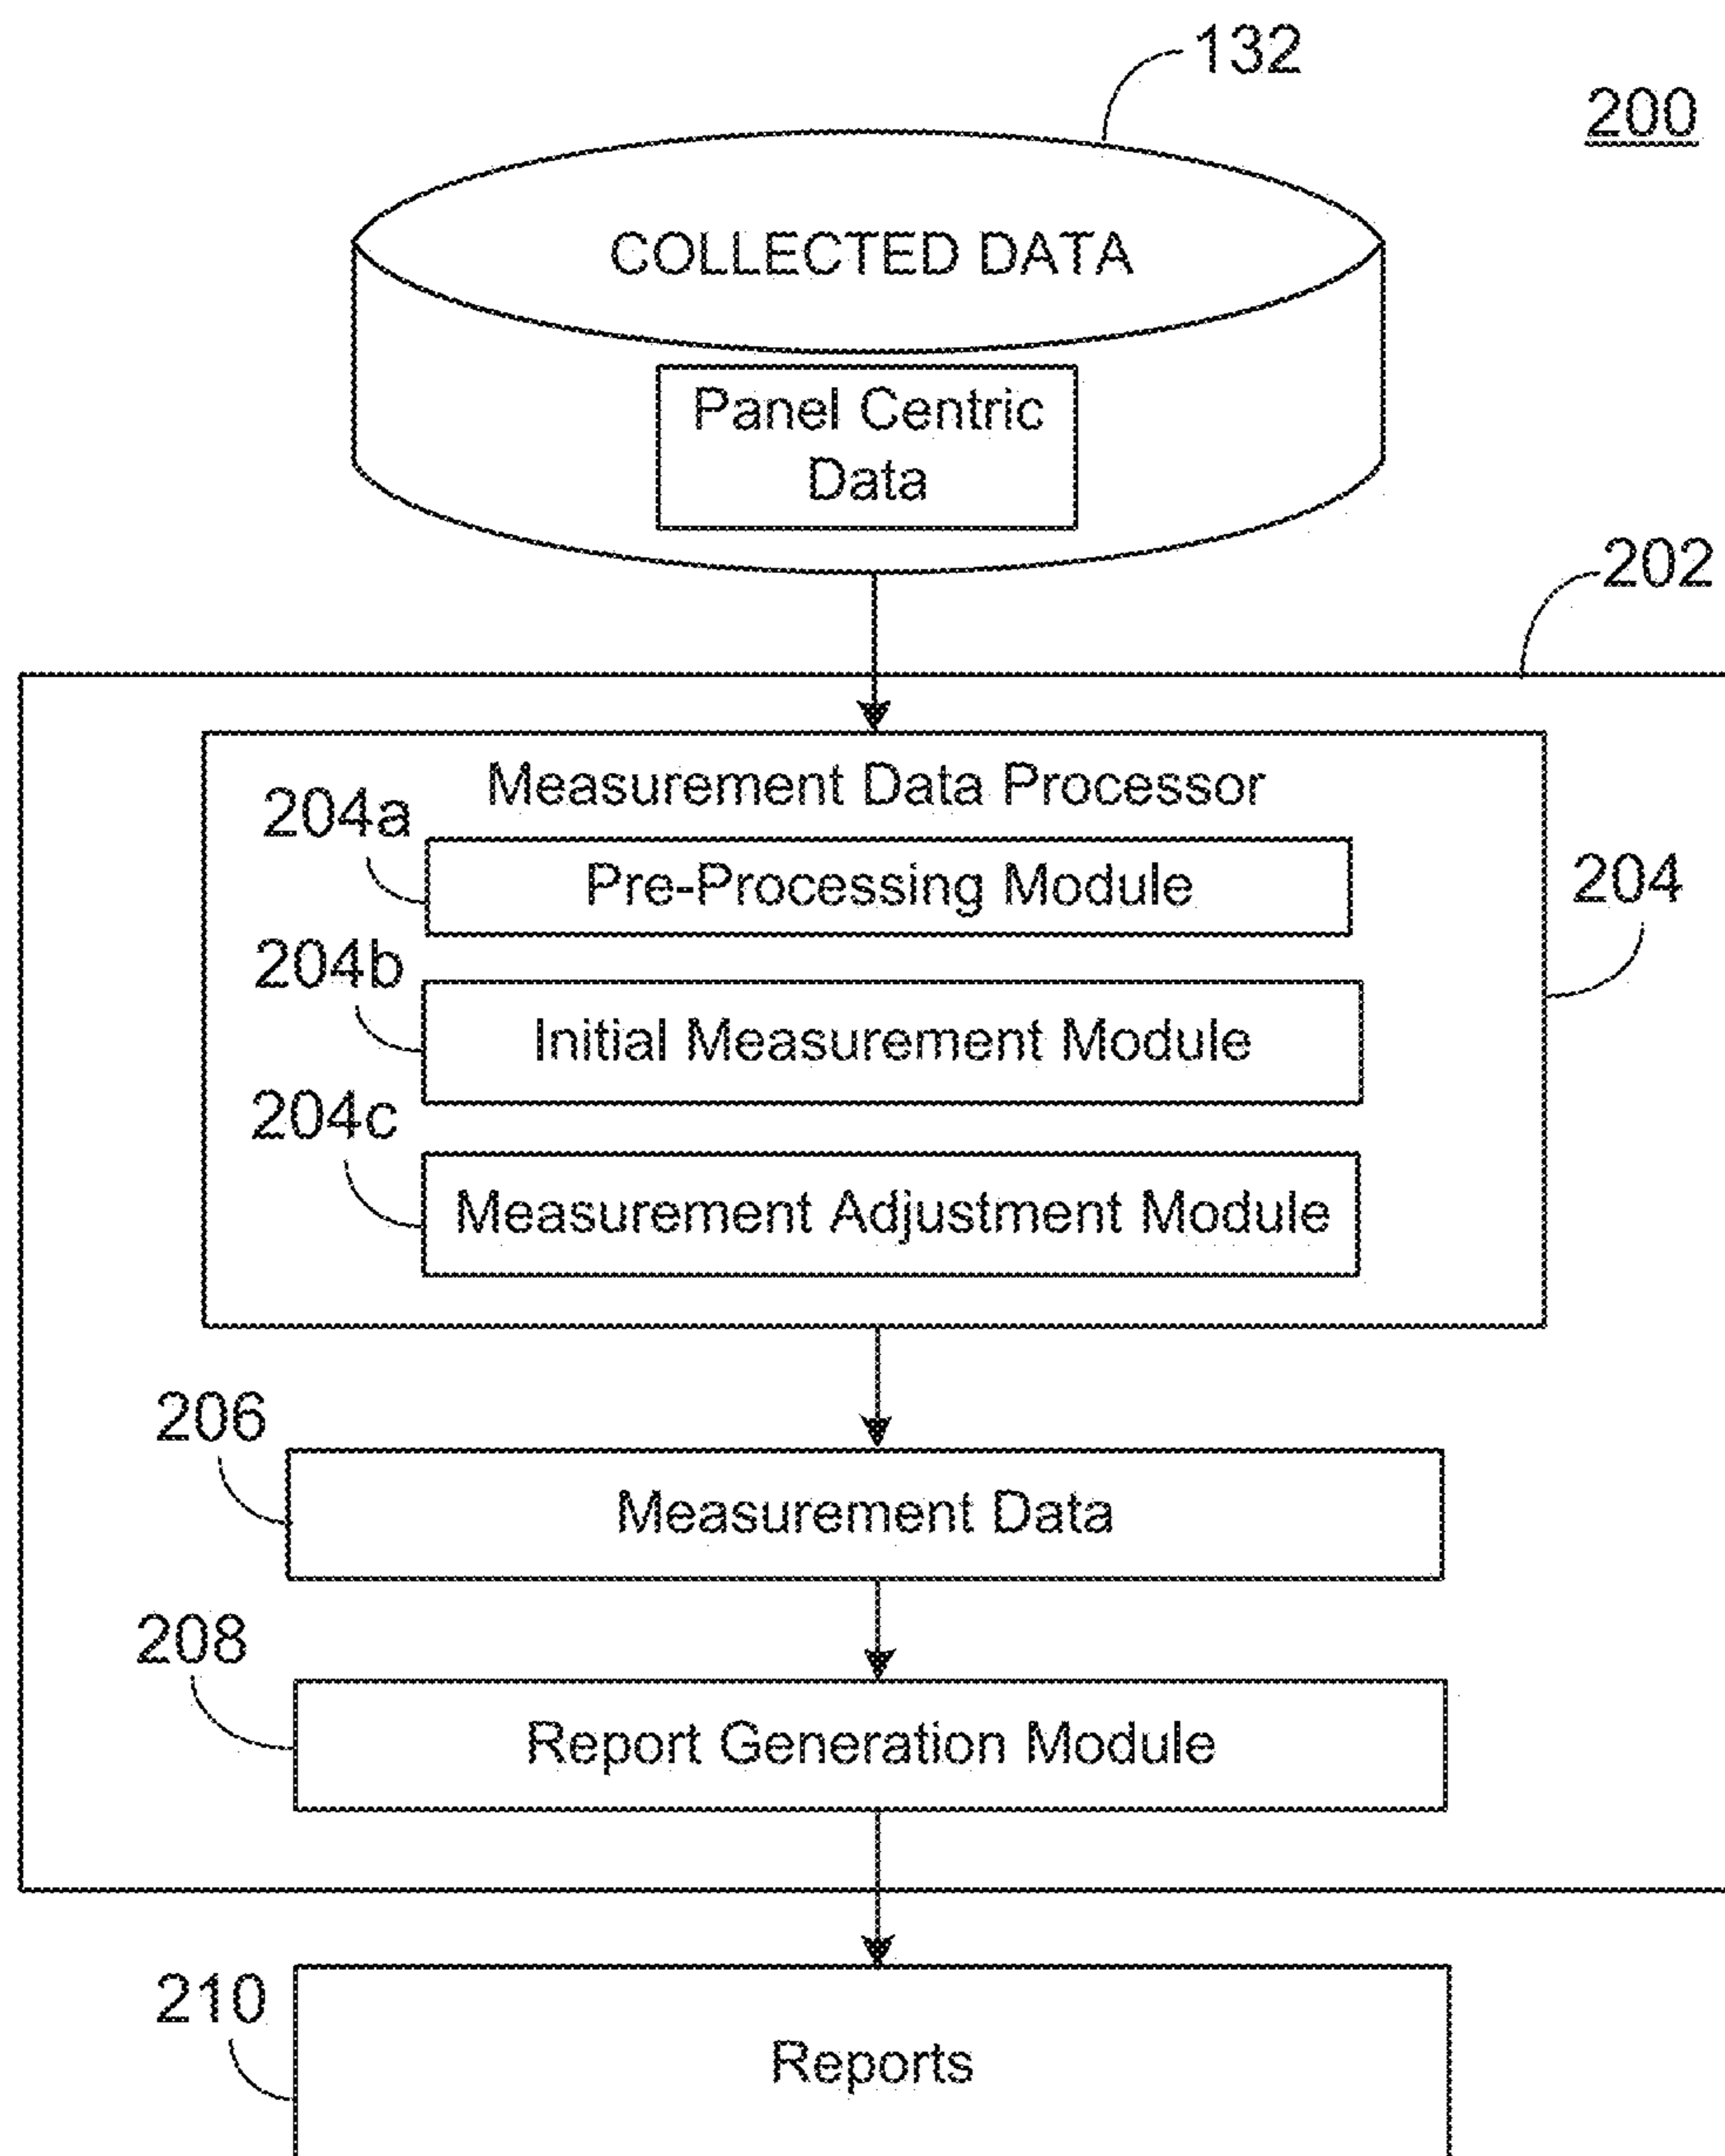 132
200
COLLECTED DATA
Panel Centric
Data
202
Measurement Data Processor
204a
Pre-Processing Module
204
204b
Initial Measurement Module
204c
Measurement Adjustment Module
206
Measurement Data
208
Report Generation Module
210
Reports